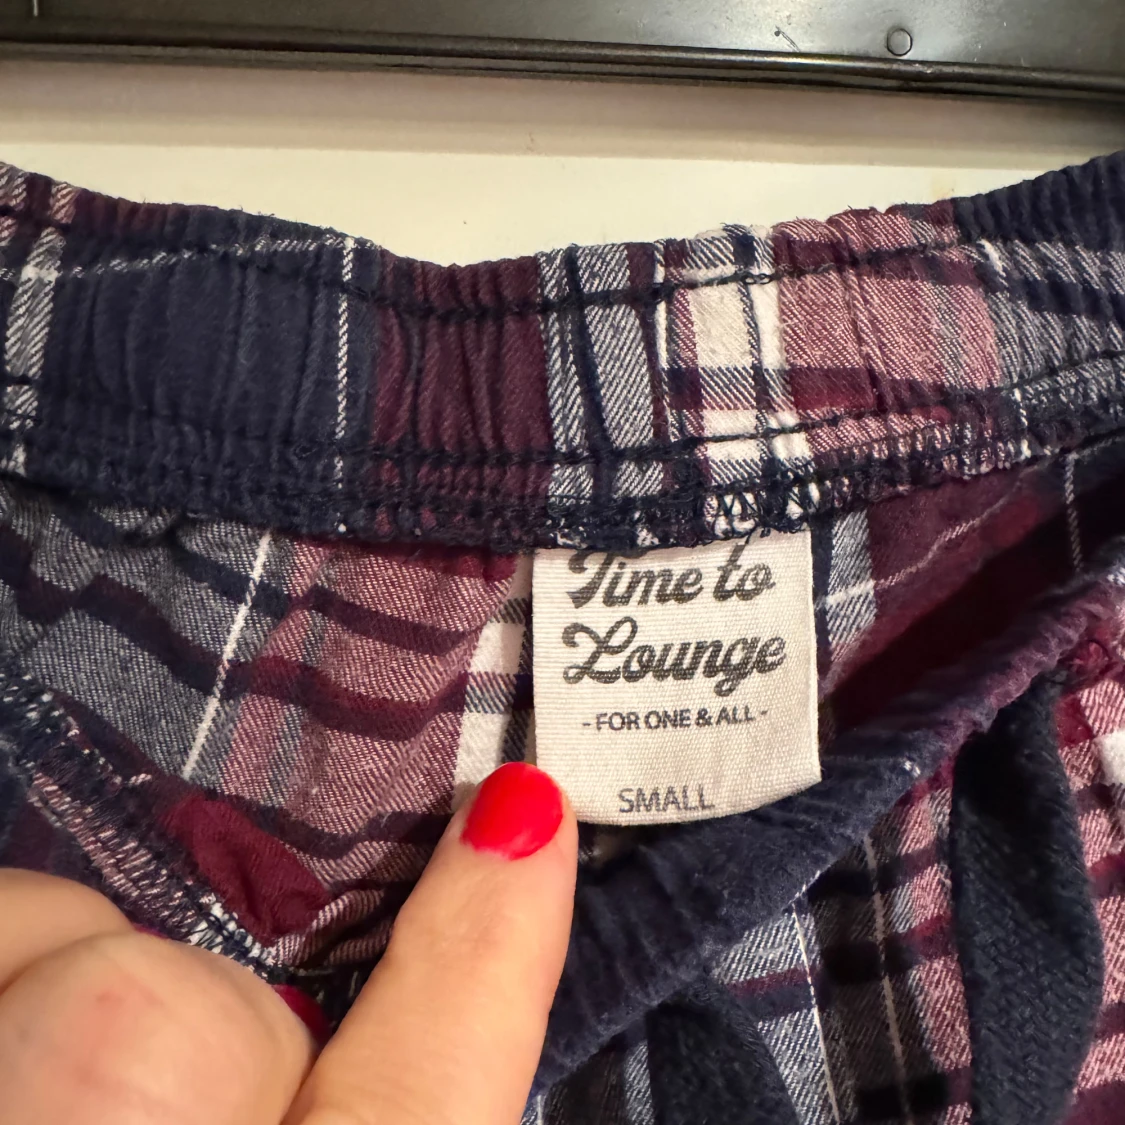 Time to
Lounge
- FOR ONE & ALL -
SMALL